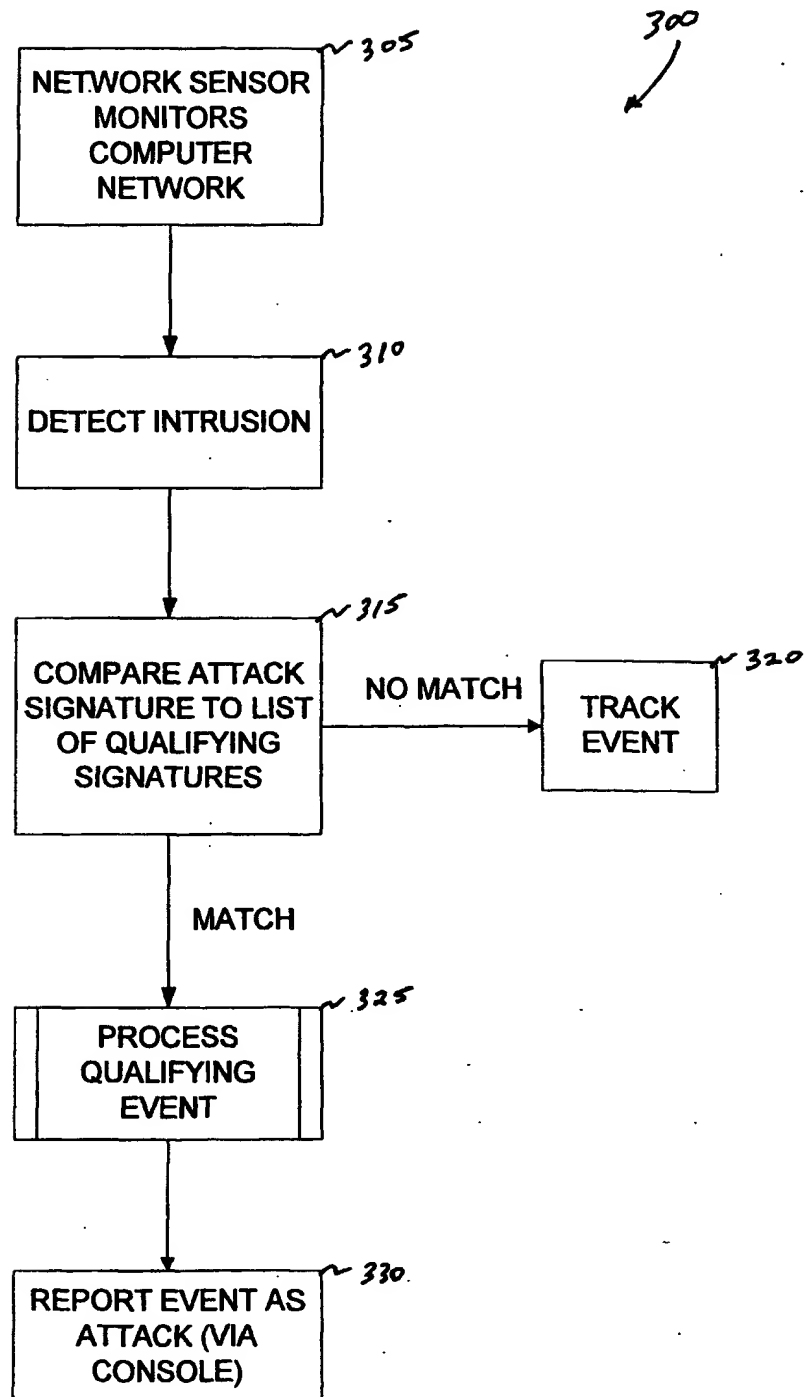 300
305
NETWORK SENSOR
MONITORS
COMPUTER
NETWORK
310
DETECT INTRUSION
315
COMPARE ATTACK
SIGNATURE TO LIST
OF QUALIFYING
SIGNATURES
NO MATCH
320
TRACK
EVENT
MATCH
325
PROCESS
QUALIFYING
EVENT
330
REPORT EVENT AS
ATTACK (VIA
CONSOLE)